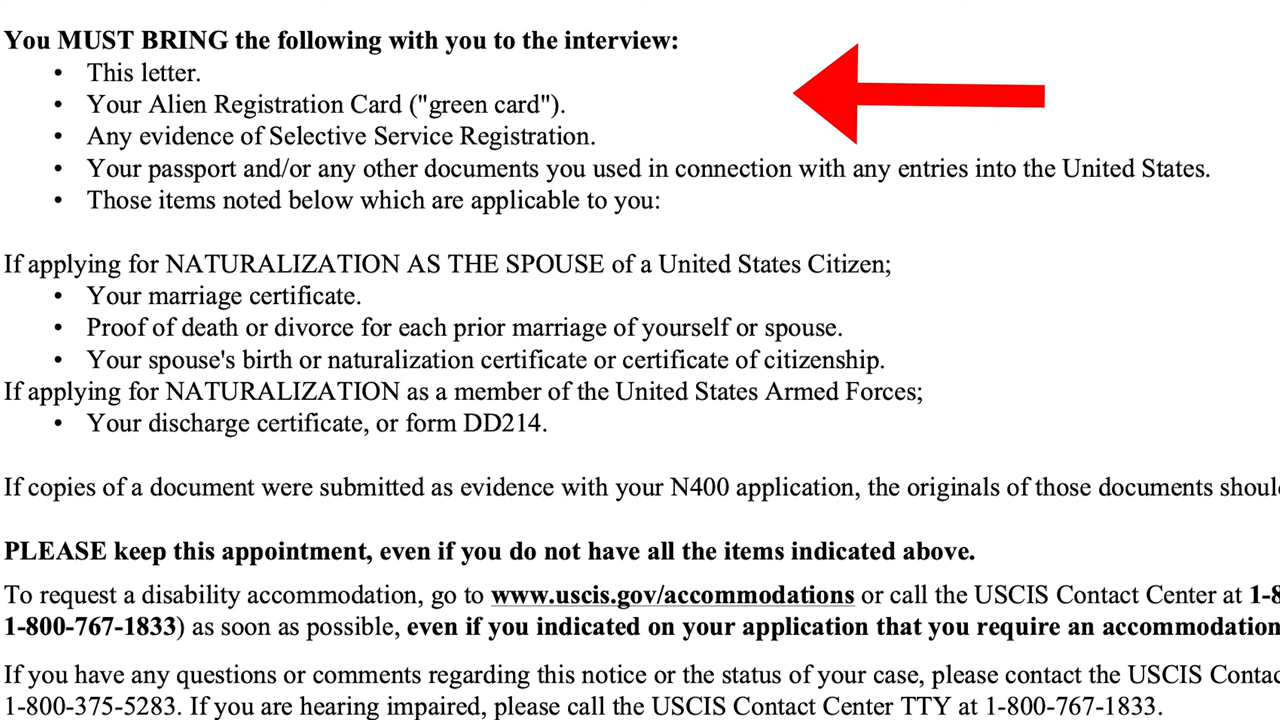 You MUST BRING the following with you to the interview:
• This letter.
• Your Alien Registration Card ("green card").
• Any evidence of Selective Service Registration.
• Your passport and/or any other documents you used in connection with any entries into the United States.
• Those items noted below which are applicable to you:
If applying for NATURALIZATION AS THE SPOUSE of a United States Citizen;
• Your marriage certificate.
• Proof of death or divorce for each prior marriage of yourself or spouse.
• Your spouse's birth or naturalization certificate or certificate of citizenship.
If applying for NATURALIZATION as a member of the United States Armed Forces;
• Your discharge certificate, or form DD214.
If copies of a document were submitted as evidence with your N400 application, the originals of those documents
PLEASE keep this appointment, even if you do not have all the items indicated above.
To request a disability accommodation, go to www.uscis.gov/accommodations or call the USCIS Contact Center at
1-800-767-1833) as soon as possible, even if you indicated on your application that you require an accommodation
If you have any questions or comments regarding this notice or the status of your case, please contact the USCIS
1-800-375-5283. If you are hearing impaired, please call the USCIS Contact Center TTY at 1-800-767-1833.